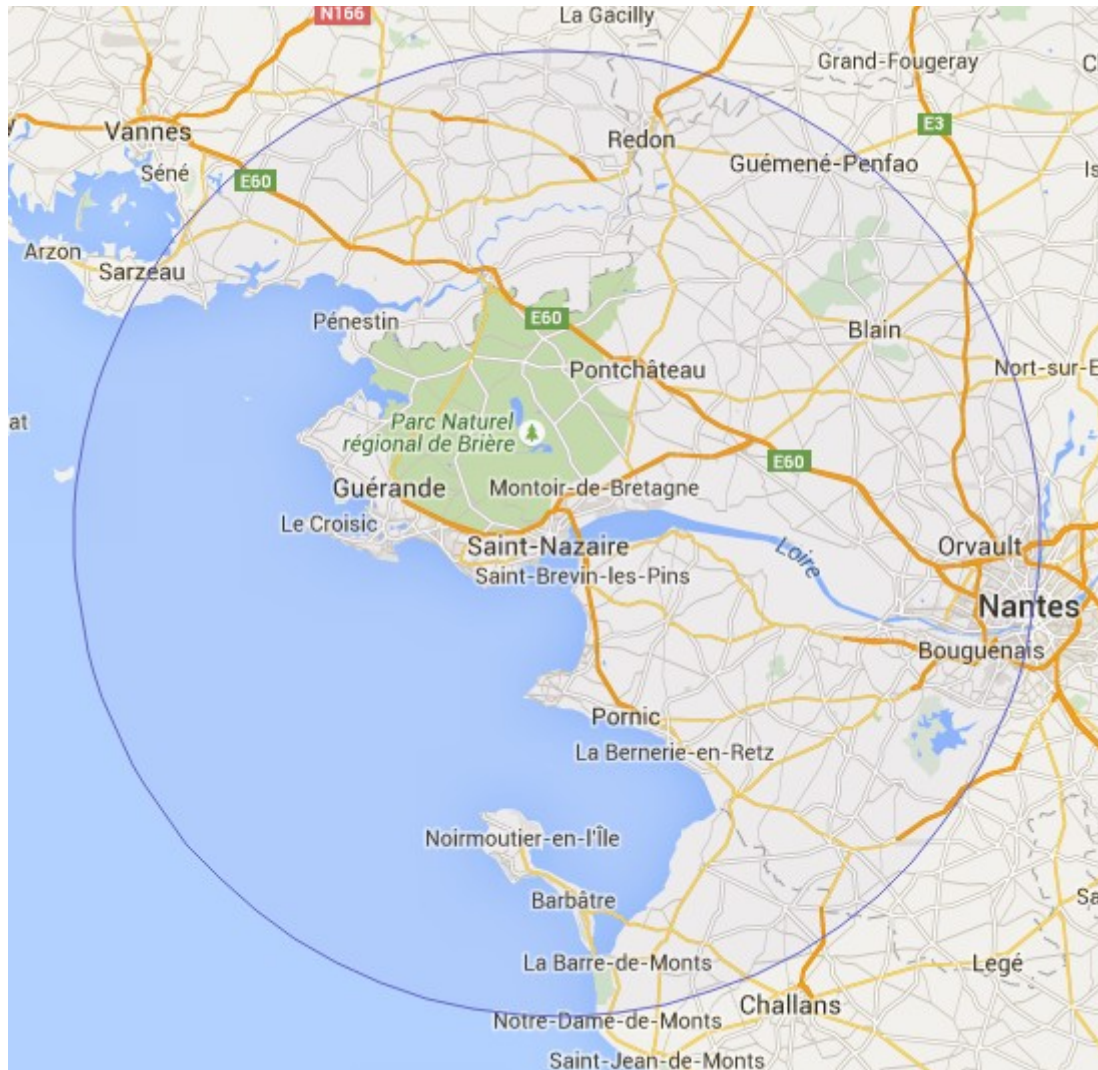 N166
La Gacilly
Grand-Fougeray
C
E3
y
Vannes
Redon
Guémené-Penfao
Séné
E60
Is
Arzon
Sarzeau
Pénestin
E60
Blain
Pontchâteau
Nort-sur-E
at
Parc Naturel
régional de Brière
E60
Guérande
Montoir-de-Bretagne
Le Croisic
Saint-Nazaire
Loire
Orvault
Saint-Brevin-les-Pins
Nantes
Bouguenais
Pornic
La Bernerie-en-Retz
Noirmoutier-en-l'Île
Barbâtre
Sa
La Barre-de-Monts
Legé
Challans
Notre-Dame-de-Monts
Saint-Jean-de-Monts